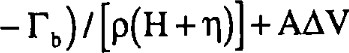 − Γ_b ) / [ρ(H + η)] + AΔV